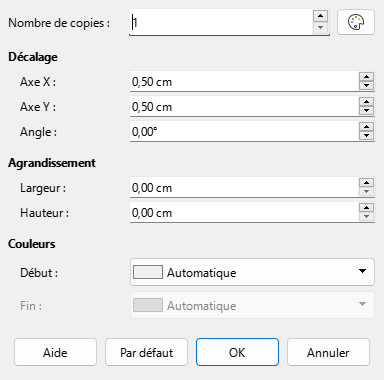 Nombre de copies : 1
Décalage
Axe X : 0,50 cm
Axe Y : 0,50 cm
Angle : 0,00°
Agrandissement
Largeur : 0,00 cm
Hauteur : 0,00 cm
Couleurs
Début : Automatique
Fin : Automatique
Aide Par défaut OK Annuler